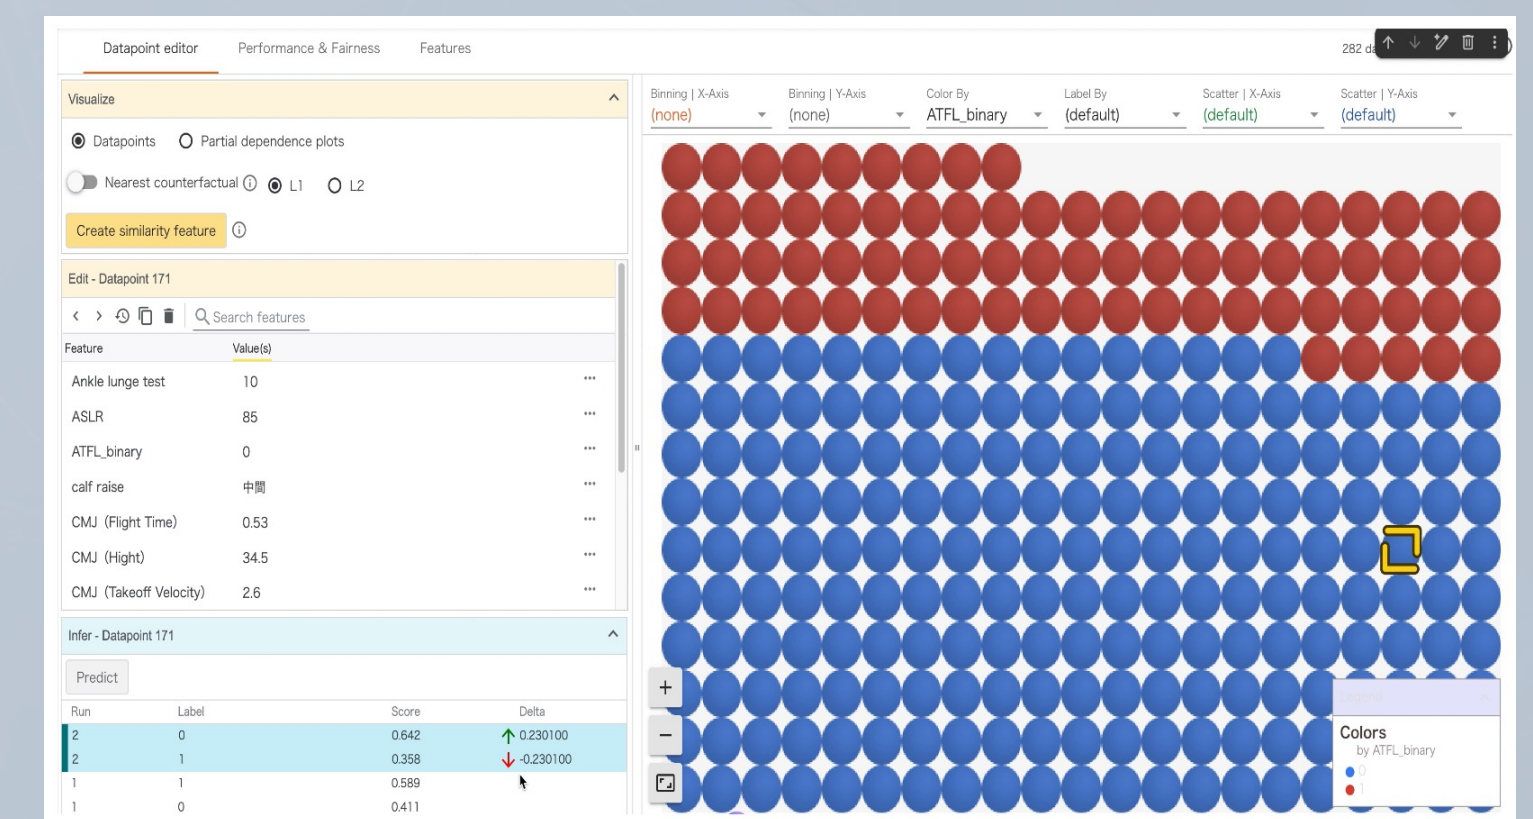 Datapoint editor Performance & Fairness Features
282 da
Visualize
Datapoints Partial dependence plots
Nearest counterfactual L1 L2
Create similarity feature
Edit - Datapoint 171
Search features
Feature Value(s)
Ankle lunge test 10
ASLR 85
ATFL_binary 0
calf raise 中間
CMJ（Flight Time） 0.53
CMJ（Hight） 34.5
CMJ（Takeoff Velocity） 2.6
Infer - Datapoint 171
Predict
Run Label Score Delta
2 0 0.642 0.230100
2 1 0.358 -0.230100
1 1 0.589
1 0 0.411
Binning | X-Axis Binning | Y-Axis Color By Label By Scatter | X-Axis Scatter | Y-Axis
(none) (none) ATFL_binary (default) (default) (default)
Legend
Colors
by ATFL_binary
0
1